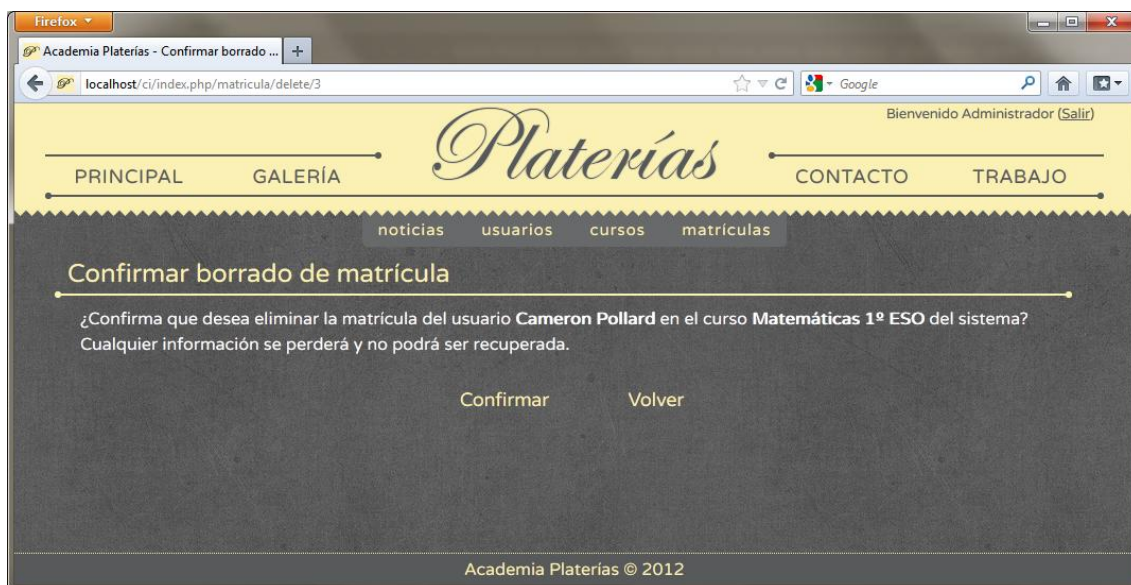 Firefox
Academia Platerías - Confirmar borrado ...
localhost/ci/index.php/matricula/delete/3
Google
Bienvenido Administrador (Salir)
Platerías
PRINCIPAL GALERÍA CONTACTO TRABAJO
noticias usuarios cursos matrículas
Confirmar borrado de matrícula
¿Confirma que desea eliminar la matrícula del usuario Cameron Pollard en el curso Matemáticas 1º ESO del sistema?
Cualquier información se perderá y no podrá ser recuperada.
Confirmar Volver
Academia Platerías © 2012